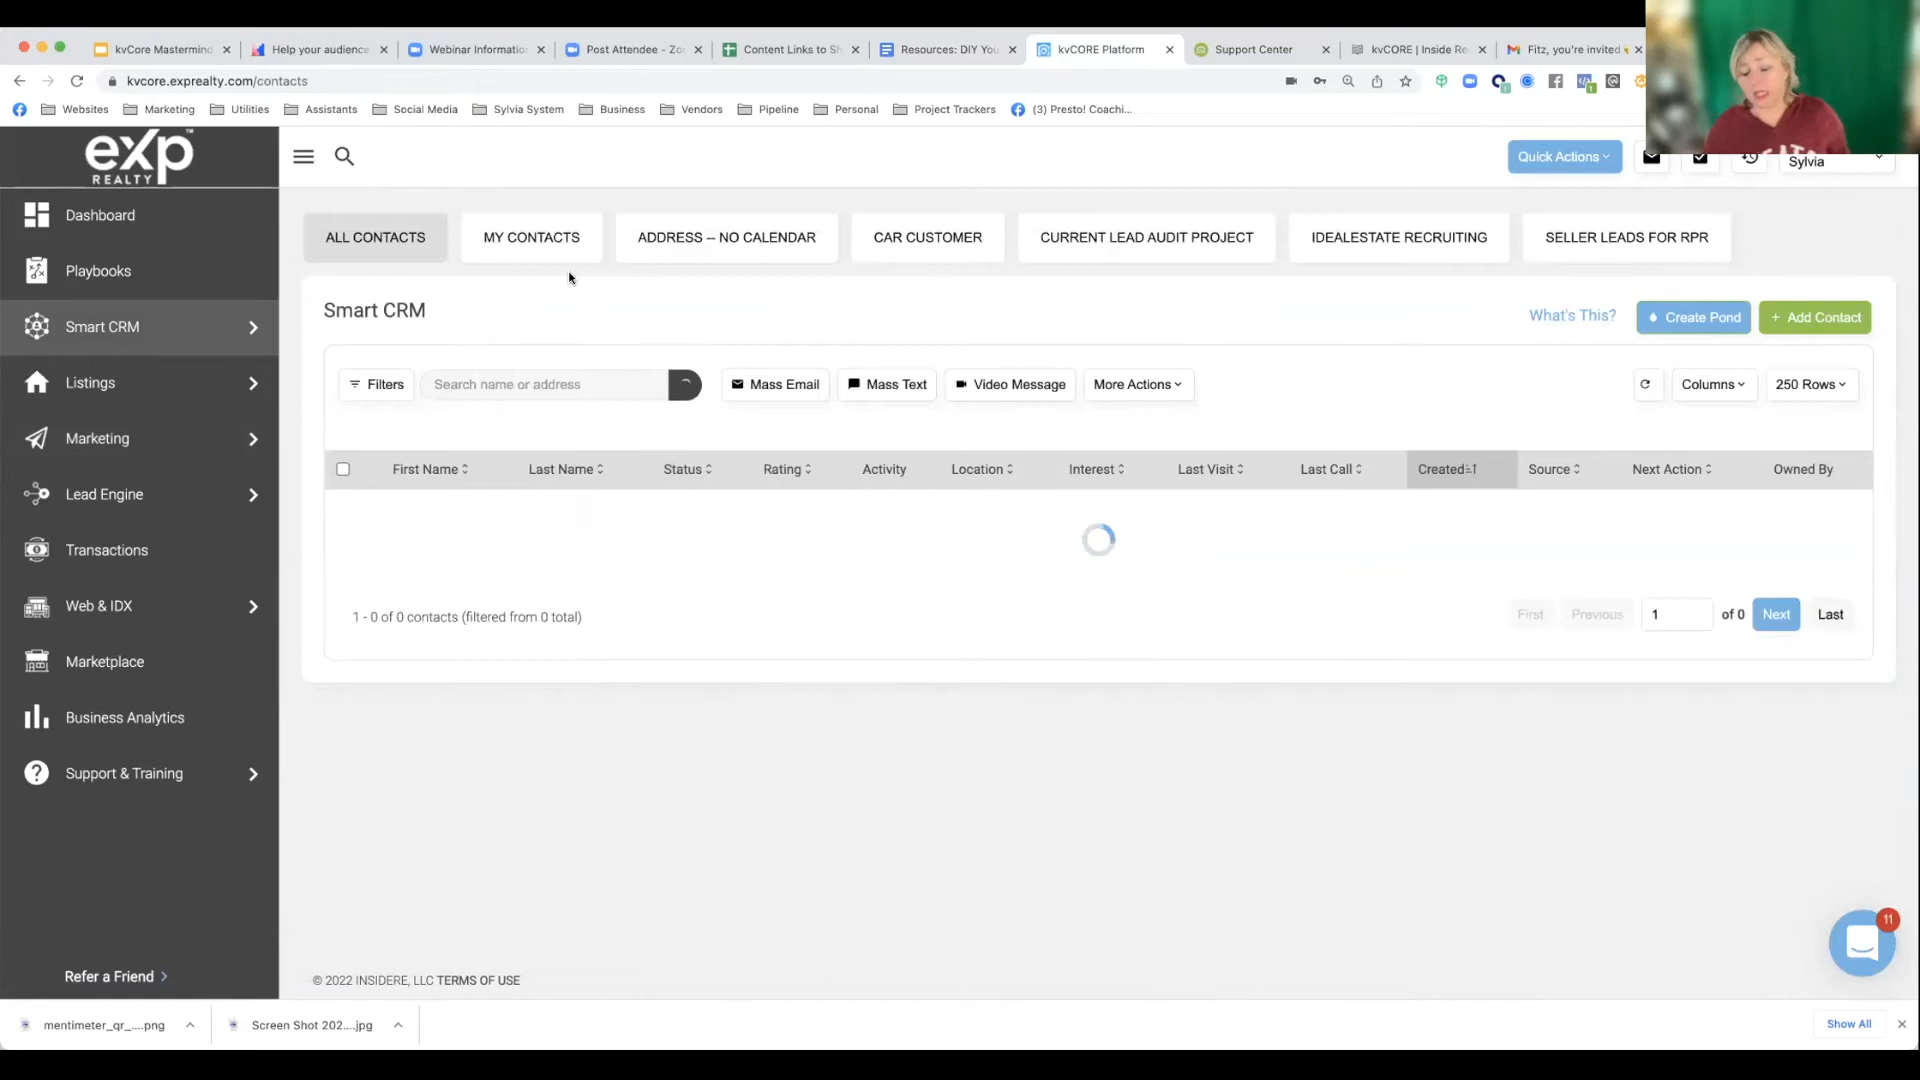 kvCore Mastermind
Help your audience
Webinar Information
Post Attendee - Zo
Content Links to Sh
Resources: DIY You
kvCORE Platform
Support Center
kvCORE | Inside Re
Fitz, you're invited
kvcore.exprealty.com/contacts
Websites
Marketing
Utilities
Assistants
Social Media
Sylvia System
Business
Vendors
Pipeline
Personal
Project Trackers
(3) Presto! Coachi...
exp
REALTY
Quick Actions
Sylvia
Dashboard
Playbooks
Smart CRM
Listings
Marketing
Lead Engine
Transactions
Web & IDX
Marketplace
Business Analytics
Support & Training
Refer a Friend
ALL CONTACTS
MY CONTACTS
ADDRESS -- NO CALENDAR
CAR CUSTOMER
CURRENT LEAD AUDIT PROJECT
IDEALESTATE RECRUITING
SELLER LEADS FOR RPR
Smart CRM
What's This?
Create Pond
+ Add Contact
Filters
Search name or address
Mass Email
Mass Text
Video Message
More Actions
Columns
250 Rows
First Name
Last Name
Status
Rating
Activity
Location
Interest
Last Visit
Last Call
Created
Source
Next Action
Owned By
1 - 0 of 0 contacts (filtered from 0 total)
First
Previous
1
of 0
Next
Last
11
© 2022 INSIDERE, LLC TERMS OF USE
mentimeter_qr_....png
Screen Shot 202....jpg
Show All